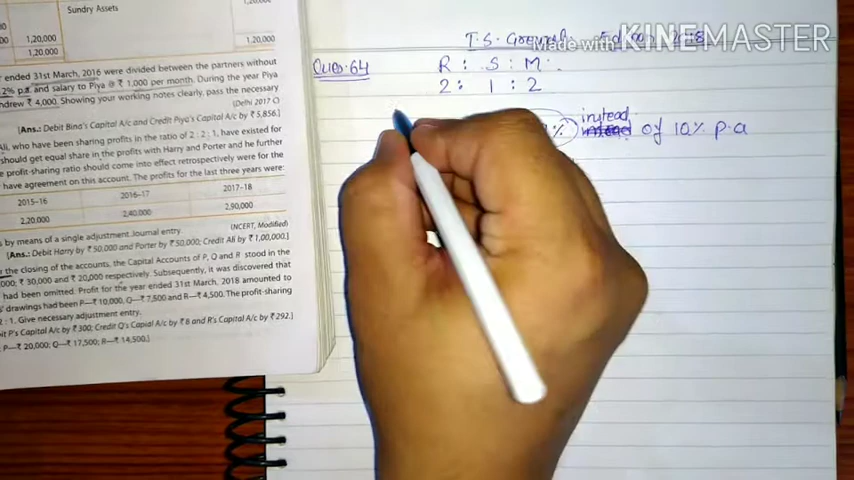 Sundry Assets
1,20,000
1,20,000
1,20,000
ended 31st March, 2016 were divided between the partners without
2% p.a. and salary to Piya @ ₹ 1,000 per month. During the year Piya
drew ₹ 4,000. Showing your working notes clearly, pass the necessary
(Delhi 2017 C)
[Ans.: Debit Bina's Capital A/c and Credit Piya's Capital A/c by ₹ 5,856.]
Ali, who have been sharing profits in the ratio of 2 : 2 : 1, have existed for
should get equal share in the profits with Harry and Porter and he further
profit-sharing ratio should come into effect retrospectively were for the
have agreement on this account. The profits for the last three years were:
2015–16 2016–17 2017–18
2,20,000 2,40,000 2,90,000
by means of a single adjustment Journal entry.
(NCERT, Modified)
[Ans.: Debit Harry by ₹ 50,000 and Porter by ₹ 50,000; Credit Ali by ₹ 1,00,000.]
the closing of the accounts, the Capital Accounts of P, Q and R stood in the
₹ 30,000 and ₹ 20,000 respectively. Subsequently, it was discovered that
had been omitted. Profit for the year ended 31st March, 2018 amounted to
drawings had been P—₹ 10,000, Q—₹ 7,500 and R—₹ 4,500. The profit-sharing
: 1. Give necessary adjustment entry.
P's Capital A/c by ₹ 300; Credit Q's Capial A/c by ₹ 8 and R's Capital A/c by ₹ 292.]
P—₹ 20,000; Q—₹ 17,500; R—₹ 14,500.]
T.S. Grewal 2018
Made with KINEMASTER
Ques.64 R : S : M :
2 : 1 : 2
% instead of 10% p.a